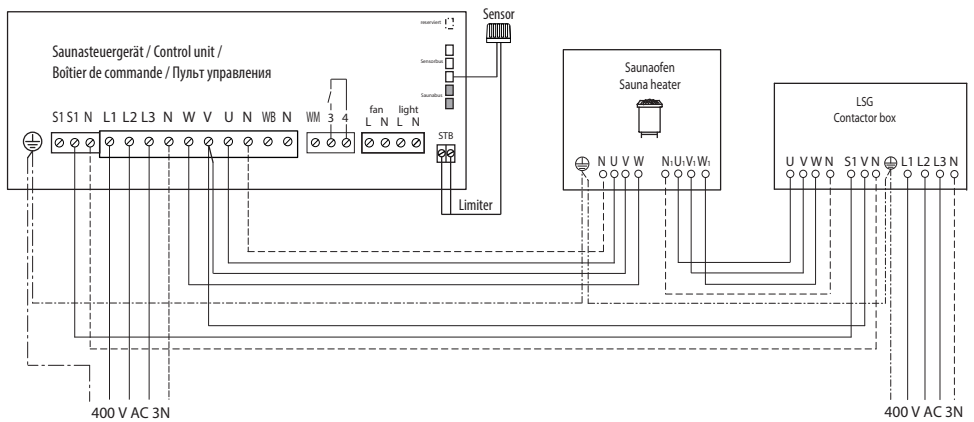 reserviert
Sensor
Saunasteuergerät / Control unit /
Boîtier de commande / Пульт управления
Sensorbus
Saunabus
Saunaofen
Sauna heater
LSG
Contactor box
fan light
S1 S1 N L1 L2 L3 N W V U N WB N WM 3 4 L N L N
STB
N U V W N1 U1 V1 W1
U V W N S1 V N L1 L2 L3 N
Limiter
400 V AC 3N
400 V AC 3N